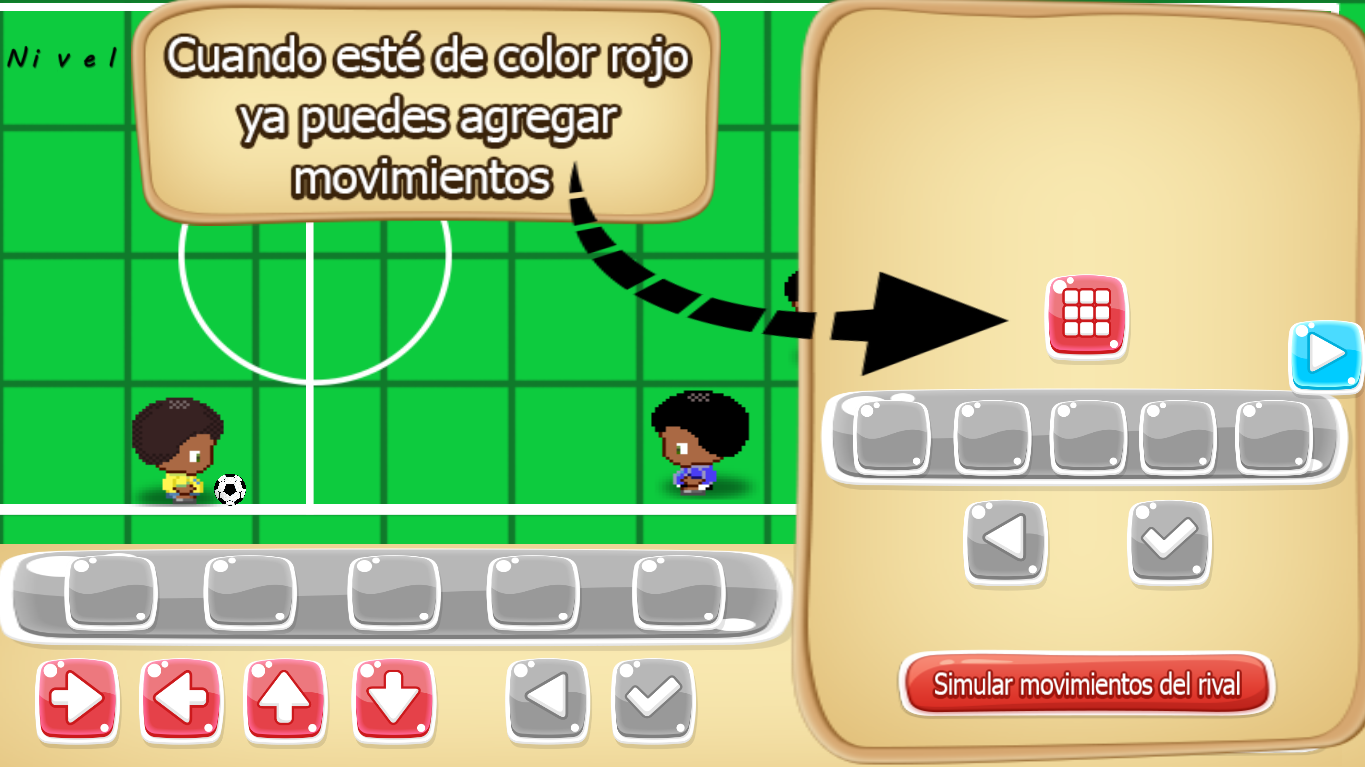 Nivel
Cuando esté de color rojo
ya puedes agregar
movimientos
Simular movimientos del rival